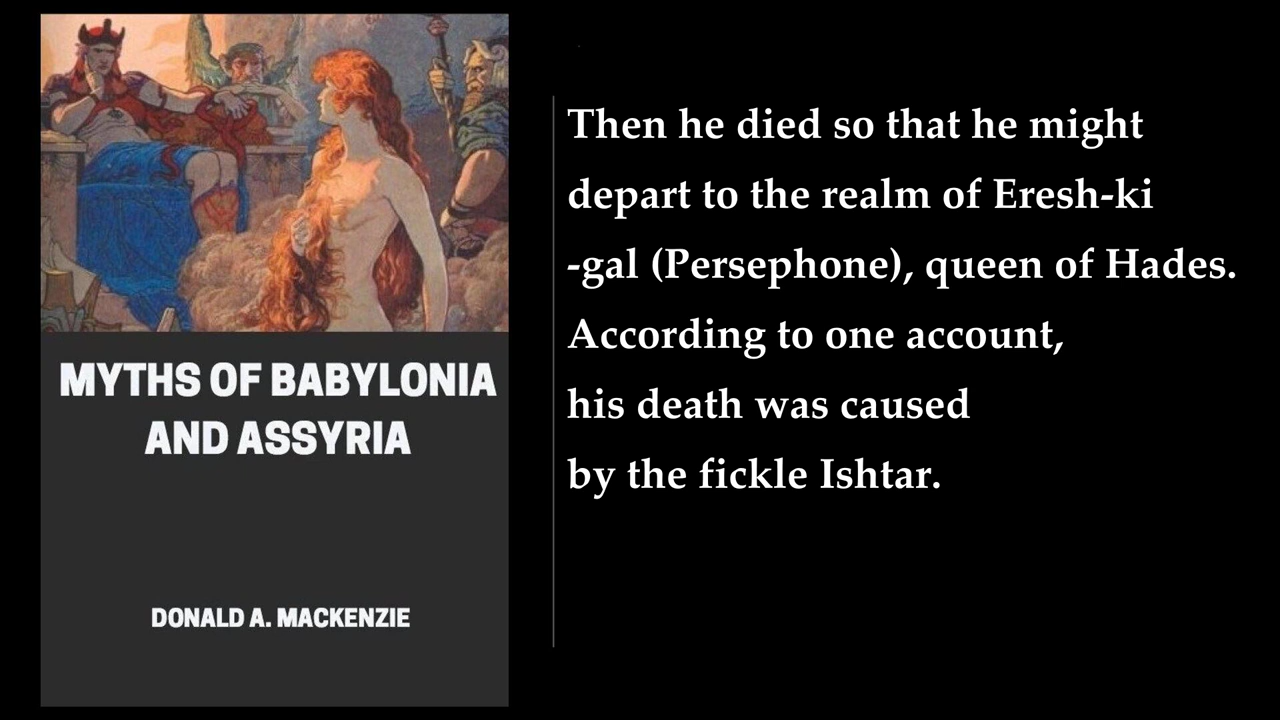 MYTHS OF BABYLONIA
AND ASSYRIA
DONALD A. MACKENZIE
Then he died so that he might
depart to the realm of Eresh-ki
-gal (Persephone), queen of Hades.
According to one account,
his death was caused
by the fickle Ishtar.